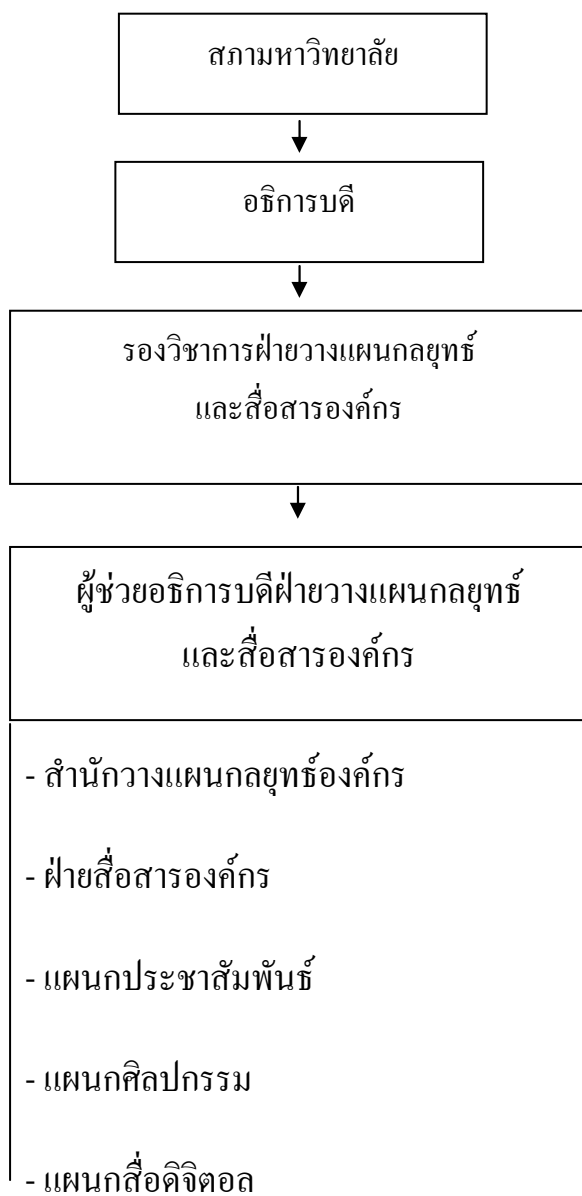 สภามหาวิทยาลัย
อธิการบดี
รองวิชาการฝ่ายวางแผนกลยุทธ์
และสื่อสารองค์กร
ผู้ช่วยอธิการบดีฝ่ายวางแผนกลยุทธ์
และสื่อสารองค์กร
- สำนักวางแผนกลยุทธ์องค์กร
- ฝ่ายสื่อสารองค์กร
- แผนกประชาสัมพันธ์
- แผนกศิลปกรรม
- แผนกสื่อดิจิตอล